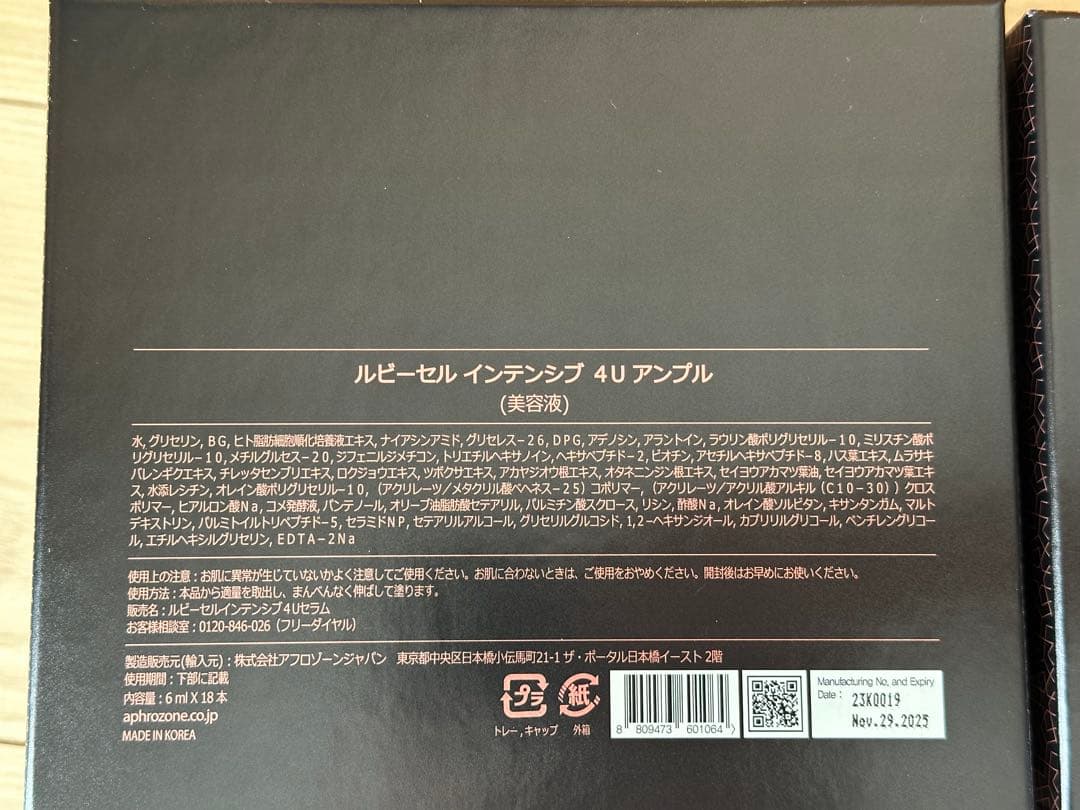 ルビーセル インテンシブ 4U アンプル
(美容液)
水, グリセリン, BG, ヒト脂肪細胞順化培養液エキス, ナイアシンアミド, グリセレス-26, DPG, アデノシン, アラントイン, ラウリン酸ポリグリセリル-10, ミリスチン酸ポ
リグリセリル-10, メチルグルセス-20, ジフェニルジメチコン, トリエチルヘキサノイン, ヘキサペプチド-2, ビオチン, アセチルヘキサペプチド-8, ハス葉エキス, ムラサキ
バレンギクエキス, チレッタセンブリエキス, ロクジョウエキス, ツボクサエキス, アカヤジオウ根エキス, オタネニンジン根エキス, セイヨウアカマツ葉油, セイヨウアカマツ葉エキ
ス, 水添レシチン, オレイン酸ポリグリセリル-10, (アクリレーツ/メタクリル酸ベヘネス-25) コポリマー, (アクリレーツ/アクリル酸アルキル (C10-30)) クロス
ポリマー, ヒアルロン酸Na, コメ発酵液, パンテノール, オリーブ油脂肪酸セテアリル, パルミチン酸スクロース, リシン, 酢酸Na, オレイン酸ソルビタン, キサンタンガム, マルト
デキストリン, パルミトイルトリペプチド-5, セラミドNP, セテアリルアルコール, グリセリルグルコシド, 1,2-ヘキサンジオール, カプリリルグリコール, ペンチレングリコー
ル, エチルヘキシルグリセリン, EDTA-2Na
使用上の注意 : お肌に異常が生じていないかよく注意してご使用ください。お肌に合わないときは、ご使用をおやめください。開封後はお早めにお使いください。
使用方法 : 本品から適量を取出し、まんべんなく伸ばして塗ります。
販売名 : ルビーセルインテンシブ4Uセラム
お客様相談室 : 0120-846-026 (フリーダイヤル)
製造販売元(輸入元) : 株式会社アフロゾーンジャパン 東京都中央区日本橋小伝馬町21-1 ザ・ポータル日本橋イースト 2階
使用期間 : 下部に記載
内容量 : 6 ml X 18 本
aphrozone.co.jp
MADE IN KOREA
プラ
トレー, キャップ
紙
外箱
8 809473 601064
Manufacturing No, and Expiry
Date : 23K0019
Nov.29.2025